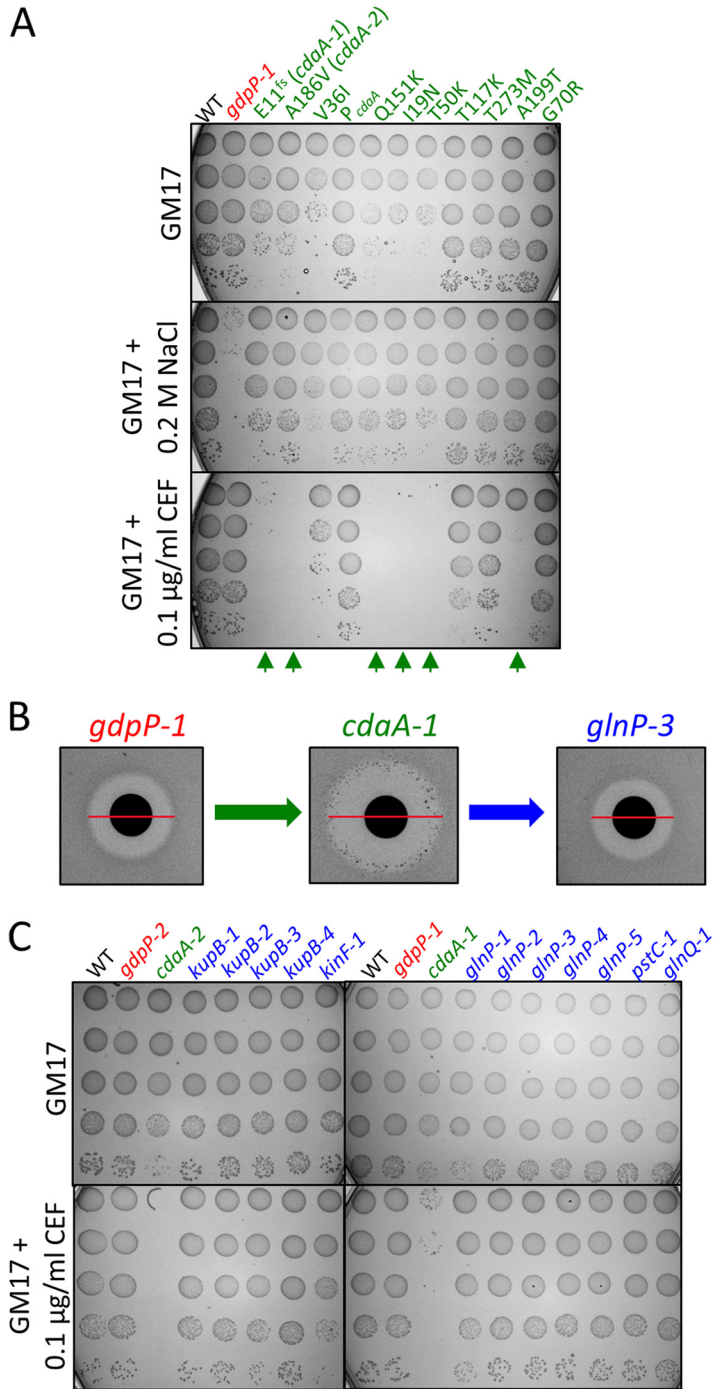 A
WT
gdpP-1
E11fs (cdaA-1)
A186V (cdaA-2)
V36I
P cdaA
Q151K
I19N
T50K
T117K
T273M
A199T
G70R
GM17
GM17 +
0.2 M NaCl
GM17 +
0.1 µg/ml CEF
B
gdpP-1
cdaA-1
glnP-3
C
WT
gdpP-2
cdaA-2
kupB-1
kupB-2
kupB-3
kupB-4
kinF-1
WT
gdpP-1
cdaA-1
glnP-1
glnP-2
glnP-3
glnP-4
glnP-5
pstC-1
glnQ-1
GM17
GM17 +
0.1 µg/ml CEF